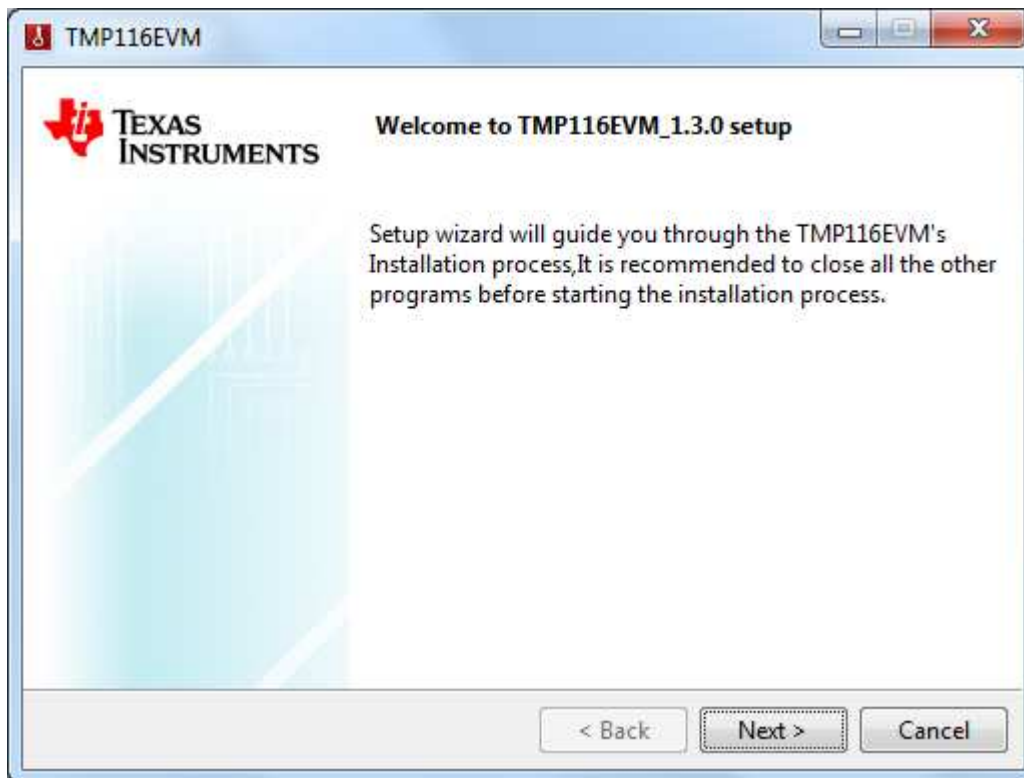 TMP116EVM
TEXAS
INSTRUMENTS
Welcome to TMP116EVM_1.3.0 setup
Setup wizard will guide you through the TMP116EVM's
Installation process,It is recommended to close all the other
programs before starting the installation process.
< Back
Next >
Cancel